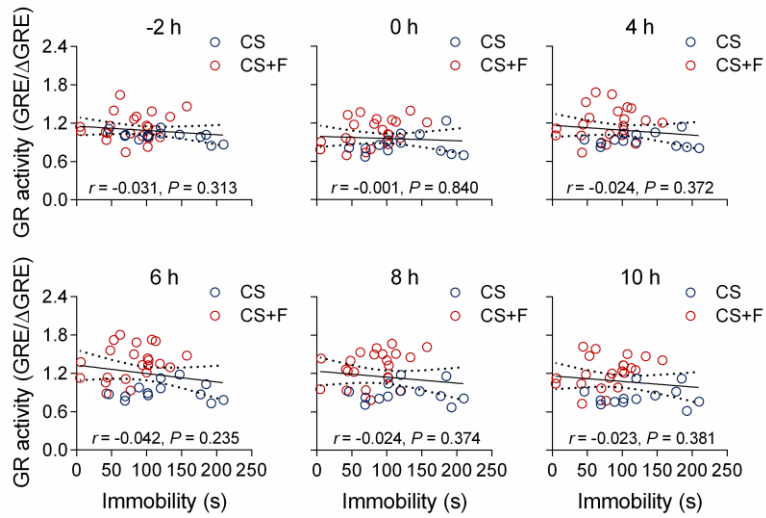 -2 h
CS
CS+F
0 h
CS
CS+F
4 h
CS
CS+F
GR activity (GRE/ΔGRE)
2.4
1.8
1.2
0.6
0.0
r = -0.031, P = 0.313
r = -0.001, P = 0.840
r = -0.024, P = 0.372
6 h
CS
CS+F
8 h
CS
CS+F
10 h
CS
CS+F
GR activity (GRE/ΔGRE)
2.4
1.8
1.2
0.6
0.0
r = -0.042, P = 0.235
r = -0.024, P = 0.374
r = -0.023, P = 0.381
0 50 100 150 200 250
0 50 100 150 200 250
0 50 100 150 200 250
Immobility (s)
Immobility (s)
Immobility (s)